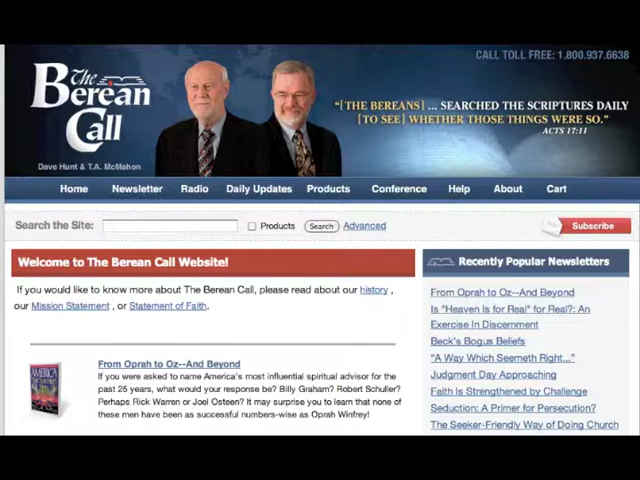 CALL TOLL FREE: 1.800.937.6638
The
Berean
Call
Dave Hunt & T.A. McMahon
“[THE BEREANS] ... SEARCHED THE SCRIPTURES DAILY
[TO SEE] WHETHER THOSE THINGS WERE SO.”
ACTS 17:11
Home Newsletter Radio Daily Updates Products Conference Help About Cart
Search the Site: Products Search Advanced Subscribe
Welcome to The Berean Call Website!
If you would like to know more about The Berean Call, please read about our history ,
our Mission Statement , or Statement of Faith.
From Oprah to Oz--And Beyond
If you were asked to name America's most influential spiritual advisor for the
past 25 years, what would your response be? Billy Graham? Robert Schuller?
Perhaps Rick Warren or Joel Osteen? It may surprise you to learn that none of
these men have been as successful numbers-wise as Oprah Winfrey!
AMERICA
Recently Popular Newsletters
From Oprah to Oz--And Beyond
Is "Heaven is for Real" for Real?: An
Exercise In Discernment
Beck's Bogus Beliefs
“A Way Which Seemeth Right...”
Judgment Day Approaching
Faith Is Strengthened by Challenge
Seduction: A Primer for Persecution?
The Seeker-Friendly Way of Doing Church